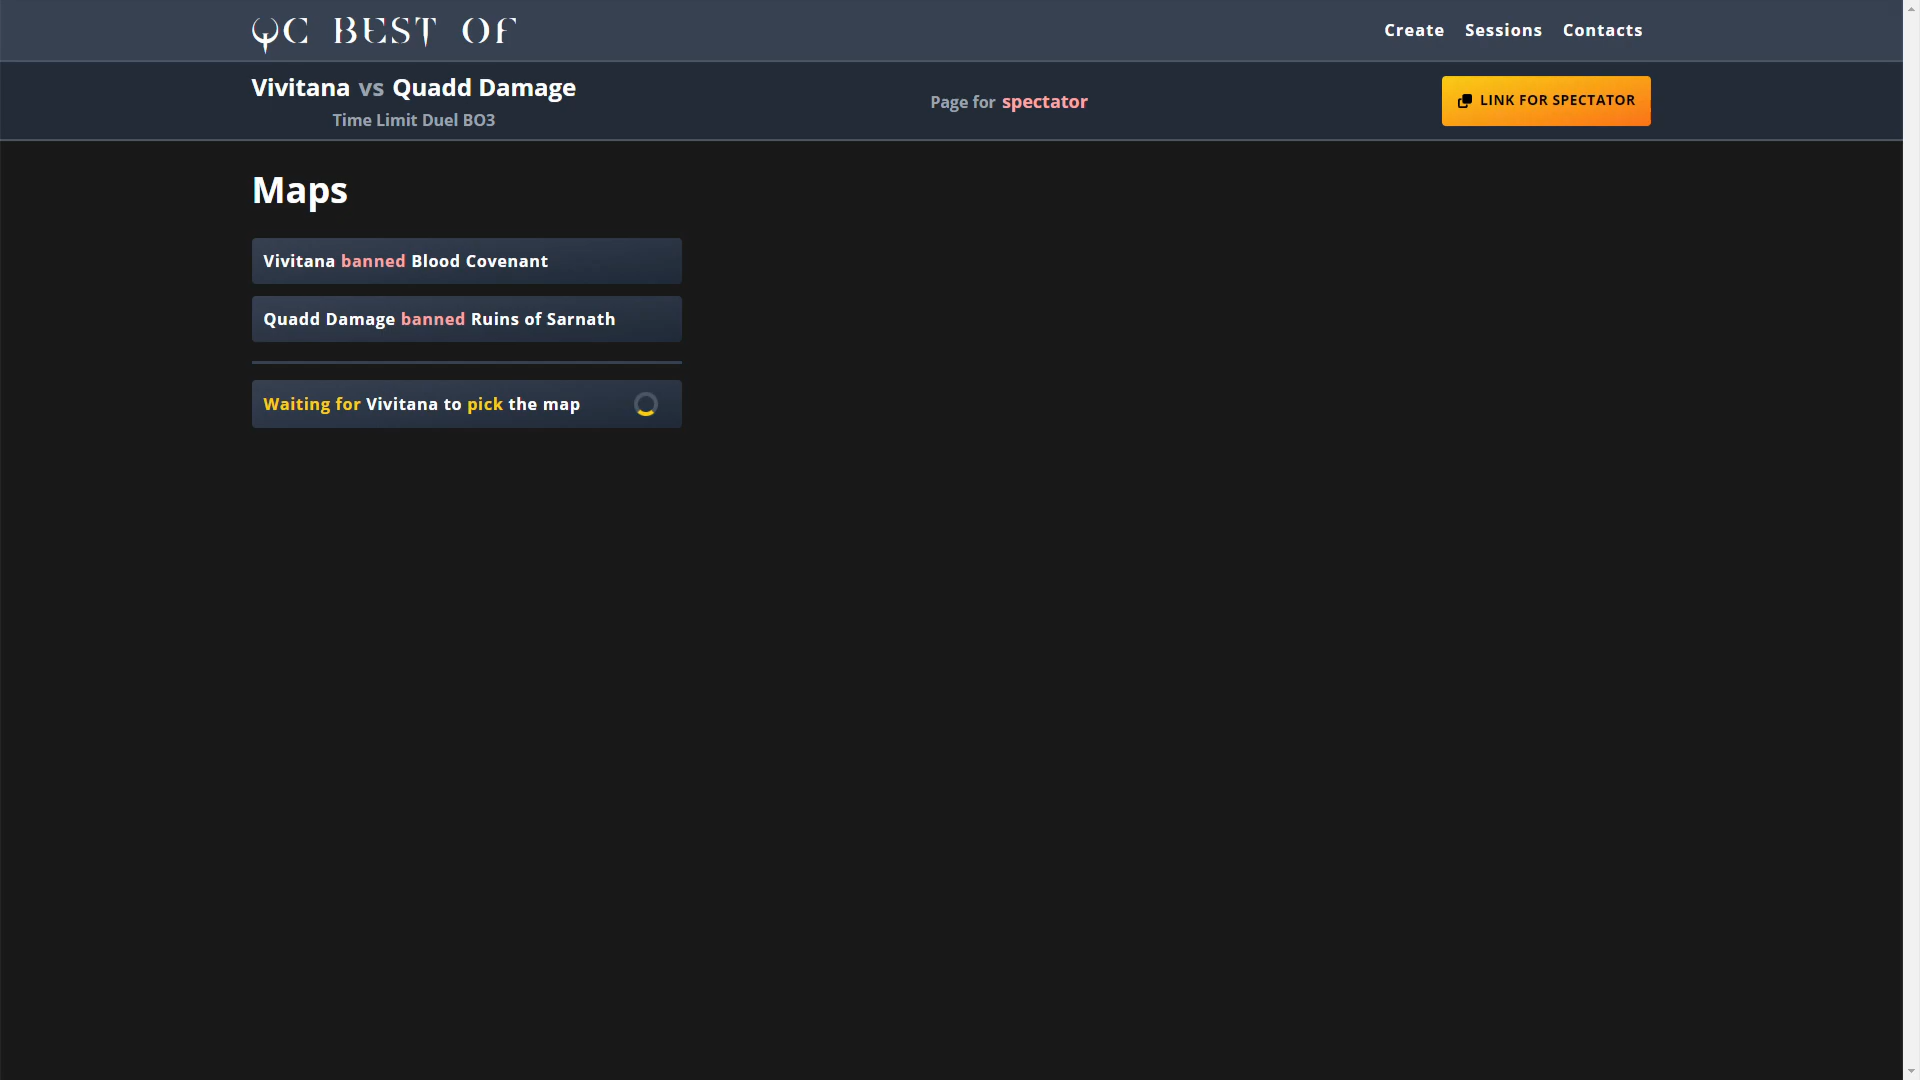 QC BEST OF
Create Sessions Contacts
Vivitana vs Quadd Damage
Time Limit Duel BO3
Page for spectator
LINK FOR SPECTATOR
Maps
Vivitana banned Blood Covenant
Quadd Damage banned Ruins of Sarnath
Waiting for Vivitana to pick the map